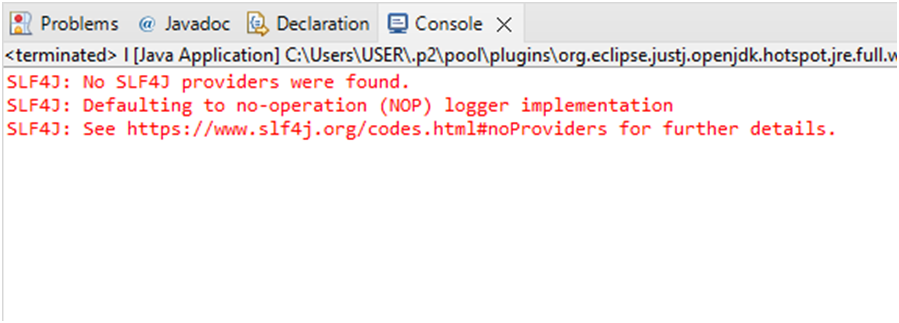 Problems @ Javadoc Declaration Console
<terminated> I [Java Application] C:\Users\USER\.p2\pool\plugins\org.eclipse.justj.openjdk.hotspot.jre.full.w
SLF4J: No SLF4J providers were found.
SLF4J: Defaulting to no-operation (NOP) logger implementation
SLF4J: See https://www.slf4j.org/codes.html#noProviders for further details.